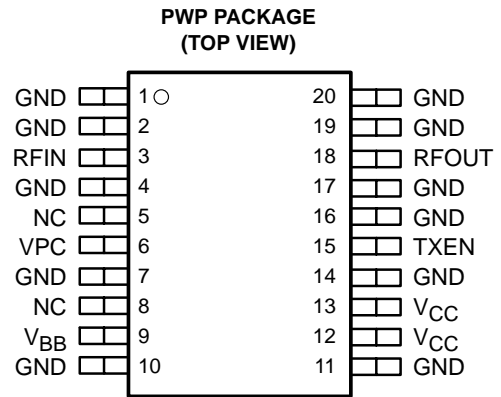 PWP PACKAGE
(TOP VIEW)
GND 1 20 GND
GND 2 19 GND
RFIN 3 18 RFOUT
GND 4 17 GND
NC 5 16 GND
VPC 6 15 TXEN
GND 7 14 GND
NC 8 13 VCC
VBB 9 12 VCC
GND 10 11 GND